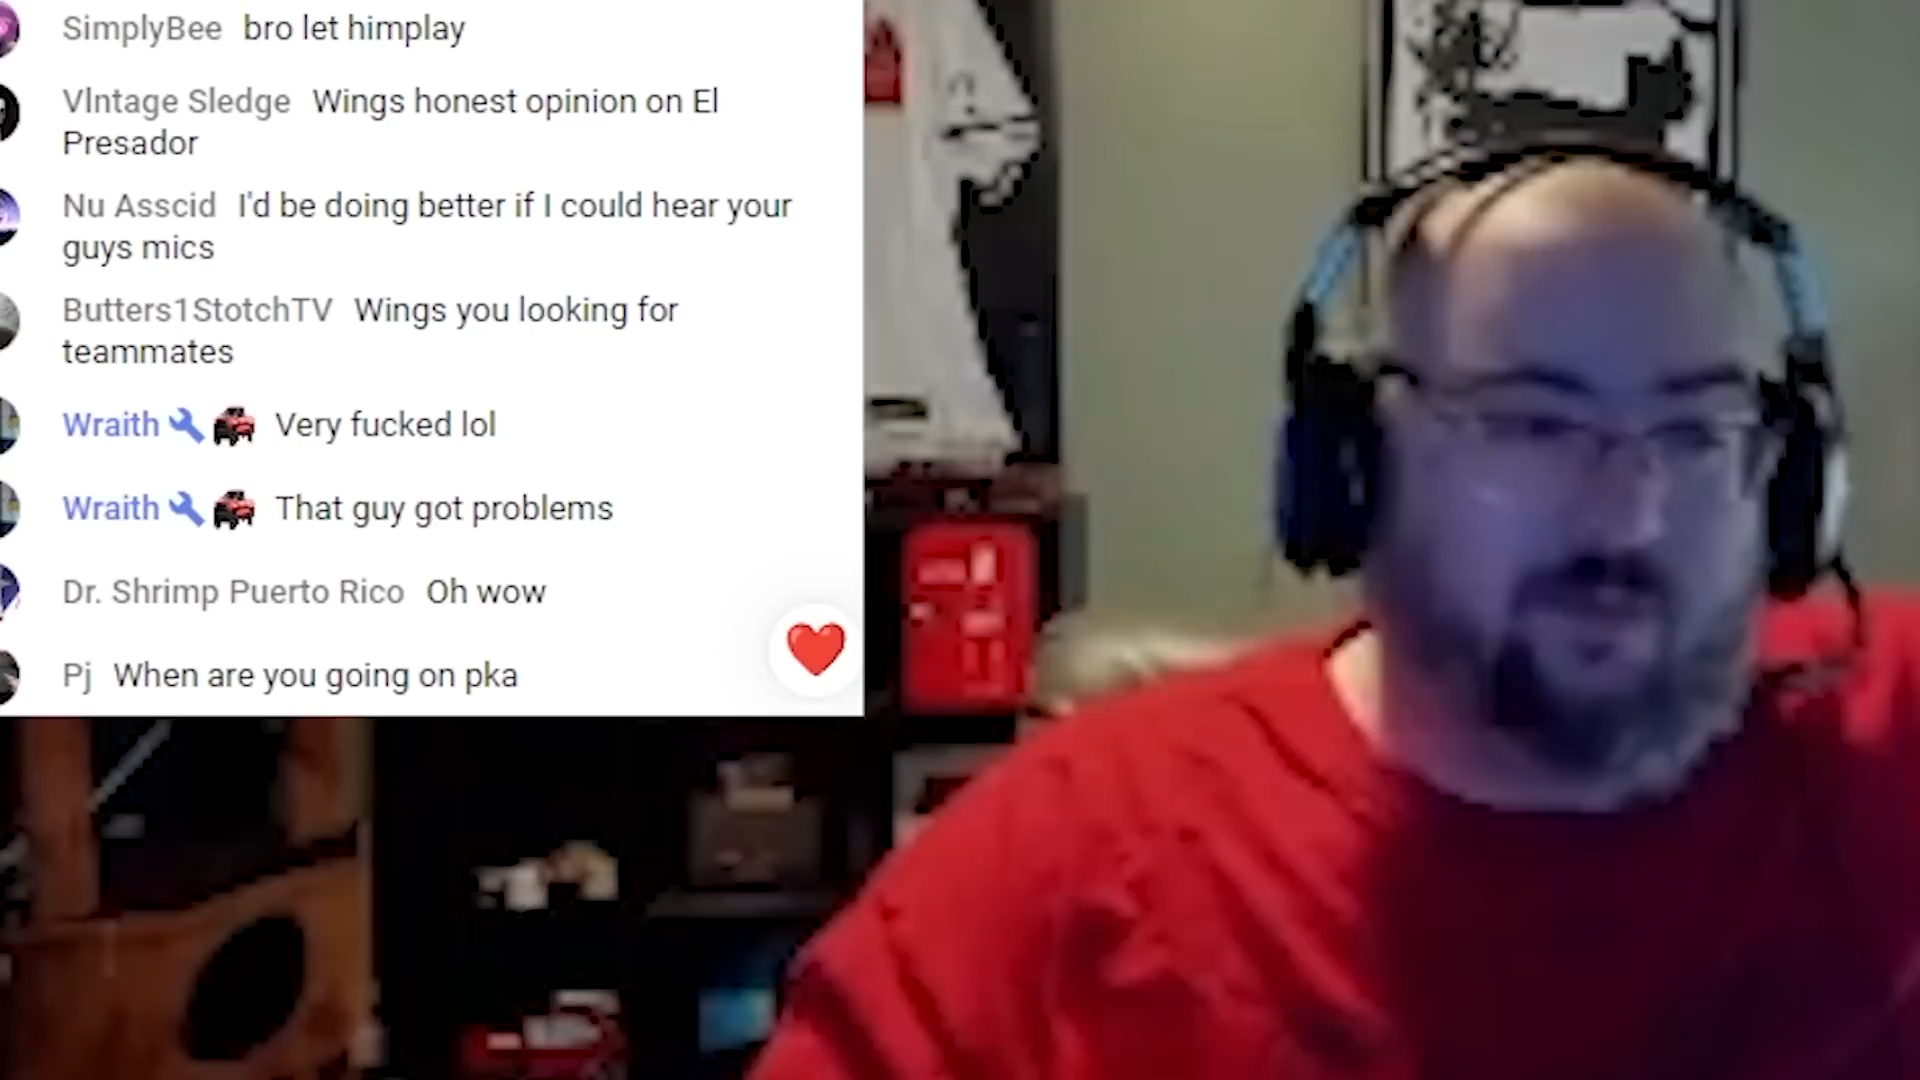 SimplyBee bro let himplay
Vlntage Sledge Wings honest opinion on El
Presador
Nu Asscid I'd be doing better if I could hear your
guys mics
Butters1StotchTV Wings you looking for
teammates
Wraith Very fucked lol
Wraith That guy got problems
Dr. Shrimp Puerto Rico Oh wow
Pj When are you going on pka